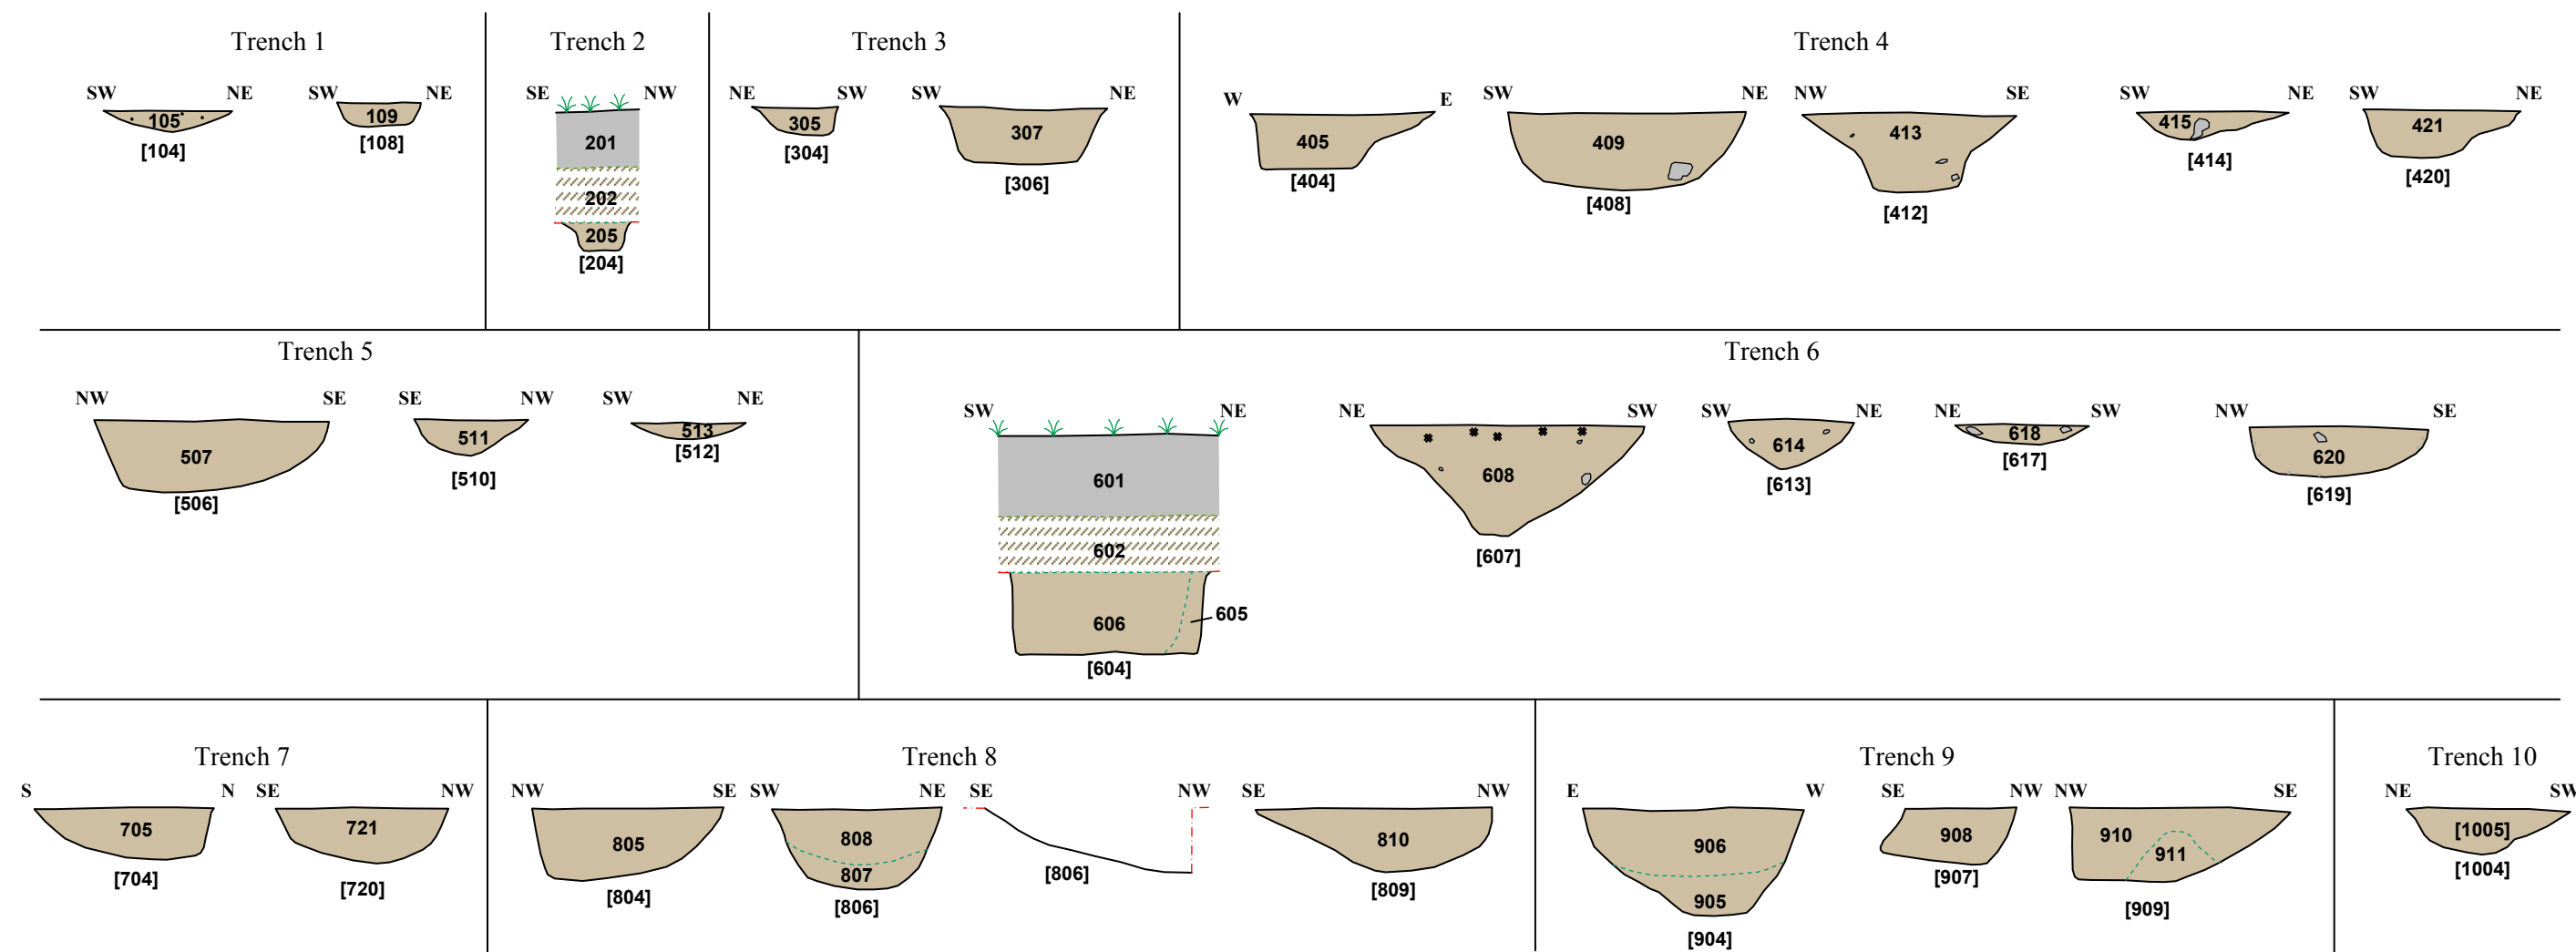 Trench 1
SW NE SW NE
105 109
[104] [108]
Trench 2
SE NW
201
202
205
[204]
Trench 3
NE SW SW NE
305 307
[304] [306]
Trench 4
W E SW NE NW SE SW NE SW NE
405 409 413 415 421
[404] [408] [412] [414] [420]
Trench 5
NW SE SE NW SW NE
507 511 513
[506] [510] [512]
Trench 6
SW NE NE SW SW NE NE SW NW SE
601
602
606 605
[604]
608 614 618 620
[607] [613] [617] [619]
Trench 7
S N SE NW
705 721
[704] [720]
Trench 8
NW SE SW NE SE NW SE NW
805 808 810
807
[804] [806] [806] [809]
Trench 9
E W SE NW NW SE
906 908 910
905 911
[904] [907] [909]
Trench 10
NE SW
[1005]
[1004]